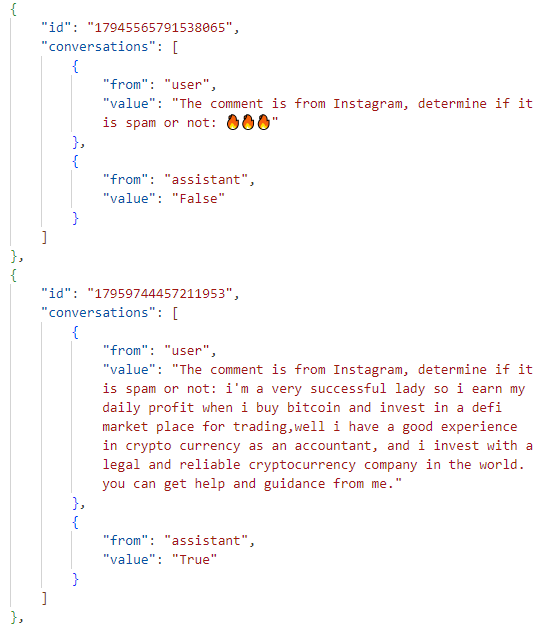 {
"id": "17945565791538065",
"conversations": [
{
"from": "user",
"value": "The comment is from Instagram, determine if it
is spam or not: 🔥🔥🔥"
},
{
"from": "assistant",
"value": "False"
}
]
},
{
"id": "17959744457211953",
"conversations": [
{
"from": "user",
"value": "The comment is from Instagram, determine if it
is spam or not: i'm a very successful lady so i earn my
daily profit when i buy bitcoin and invest in a defi
market place for trading,well i have a good experience
in crypto currency as an accountant, and i invest with a
legal and reliable cryptocurrency company in the world.
you can get help and guidance from me."
},
{
"from": "assistant",
"value": "True"
}
]
},